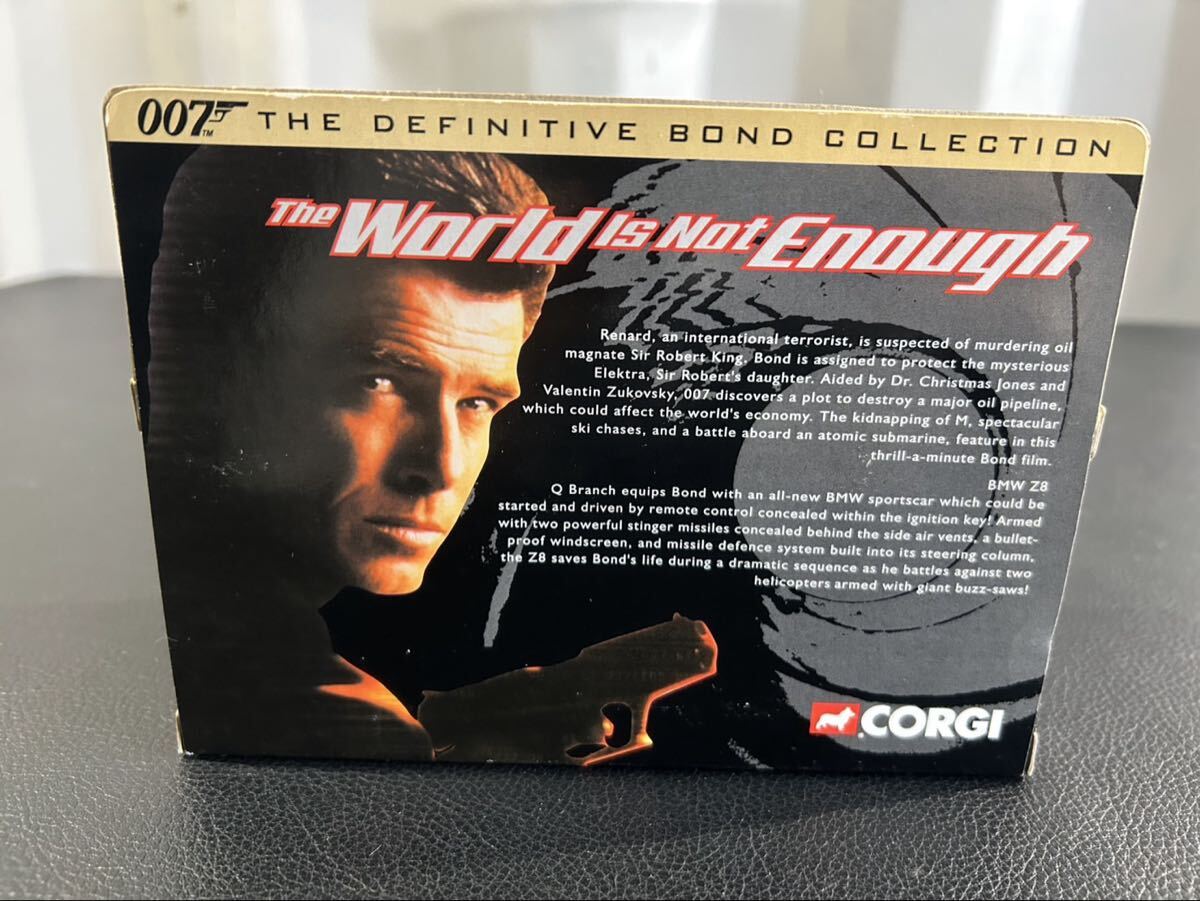 007 TM THE DEFINITIVE BOND COLLECTION
The World Is Not Enough
Renard, an international terrorist, is suspected of murdering oil
magnate Sir Robert King. Bond is assigned to protect the mysterious
Elektra, Sir Robert's daughter. Aided by Dr. Christmas Jones and
Valentin Zukovsky, 007 discovers a plot to destroy a major oil pipeline,
which could affect the world's economy. The kidnapping of M, spectacular
ski chases, and a battle aboard an atomic submarine, feature in this
thrill-a-minute Bond film.
BMW Z8
Q Branch equips Bond with an all-new BMW sportscar which could be
started and driven by remote control concealed within the ignition key! Armed
with two powerful stinger missiles concealed behind the side air vents, a bullet-
proof windscreen, and missile defence system built into its steering column,
the Z8 saves Bond's life during a dramatic sequence as he battles against two
helicopters armed with giant buzz-saws!
CORGI